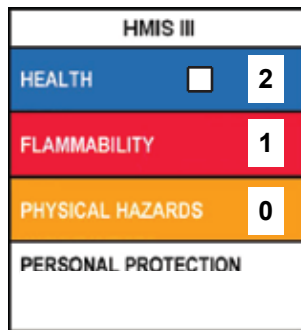 HMIS III
HEALTH 2
FLAMMABILITY 1
PHYSICAL HAZARDS 0
PERSONAL PROTECTION